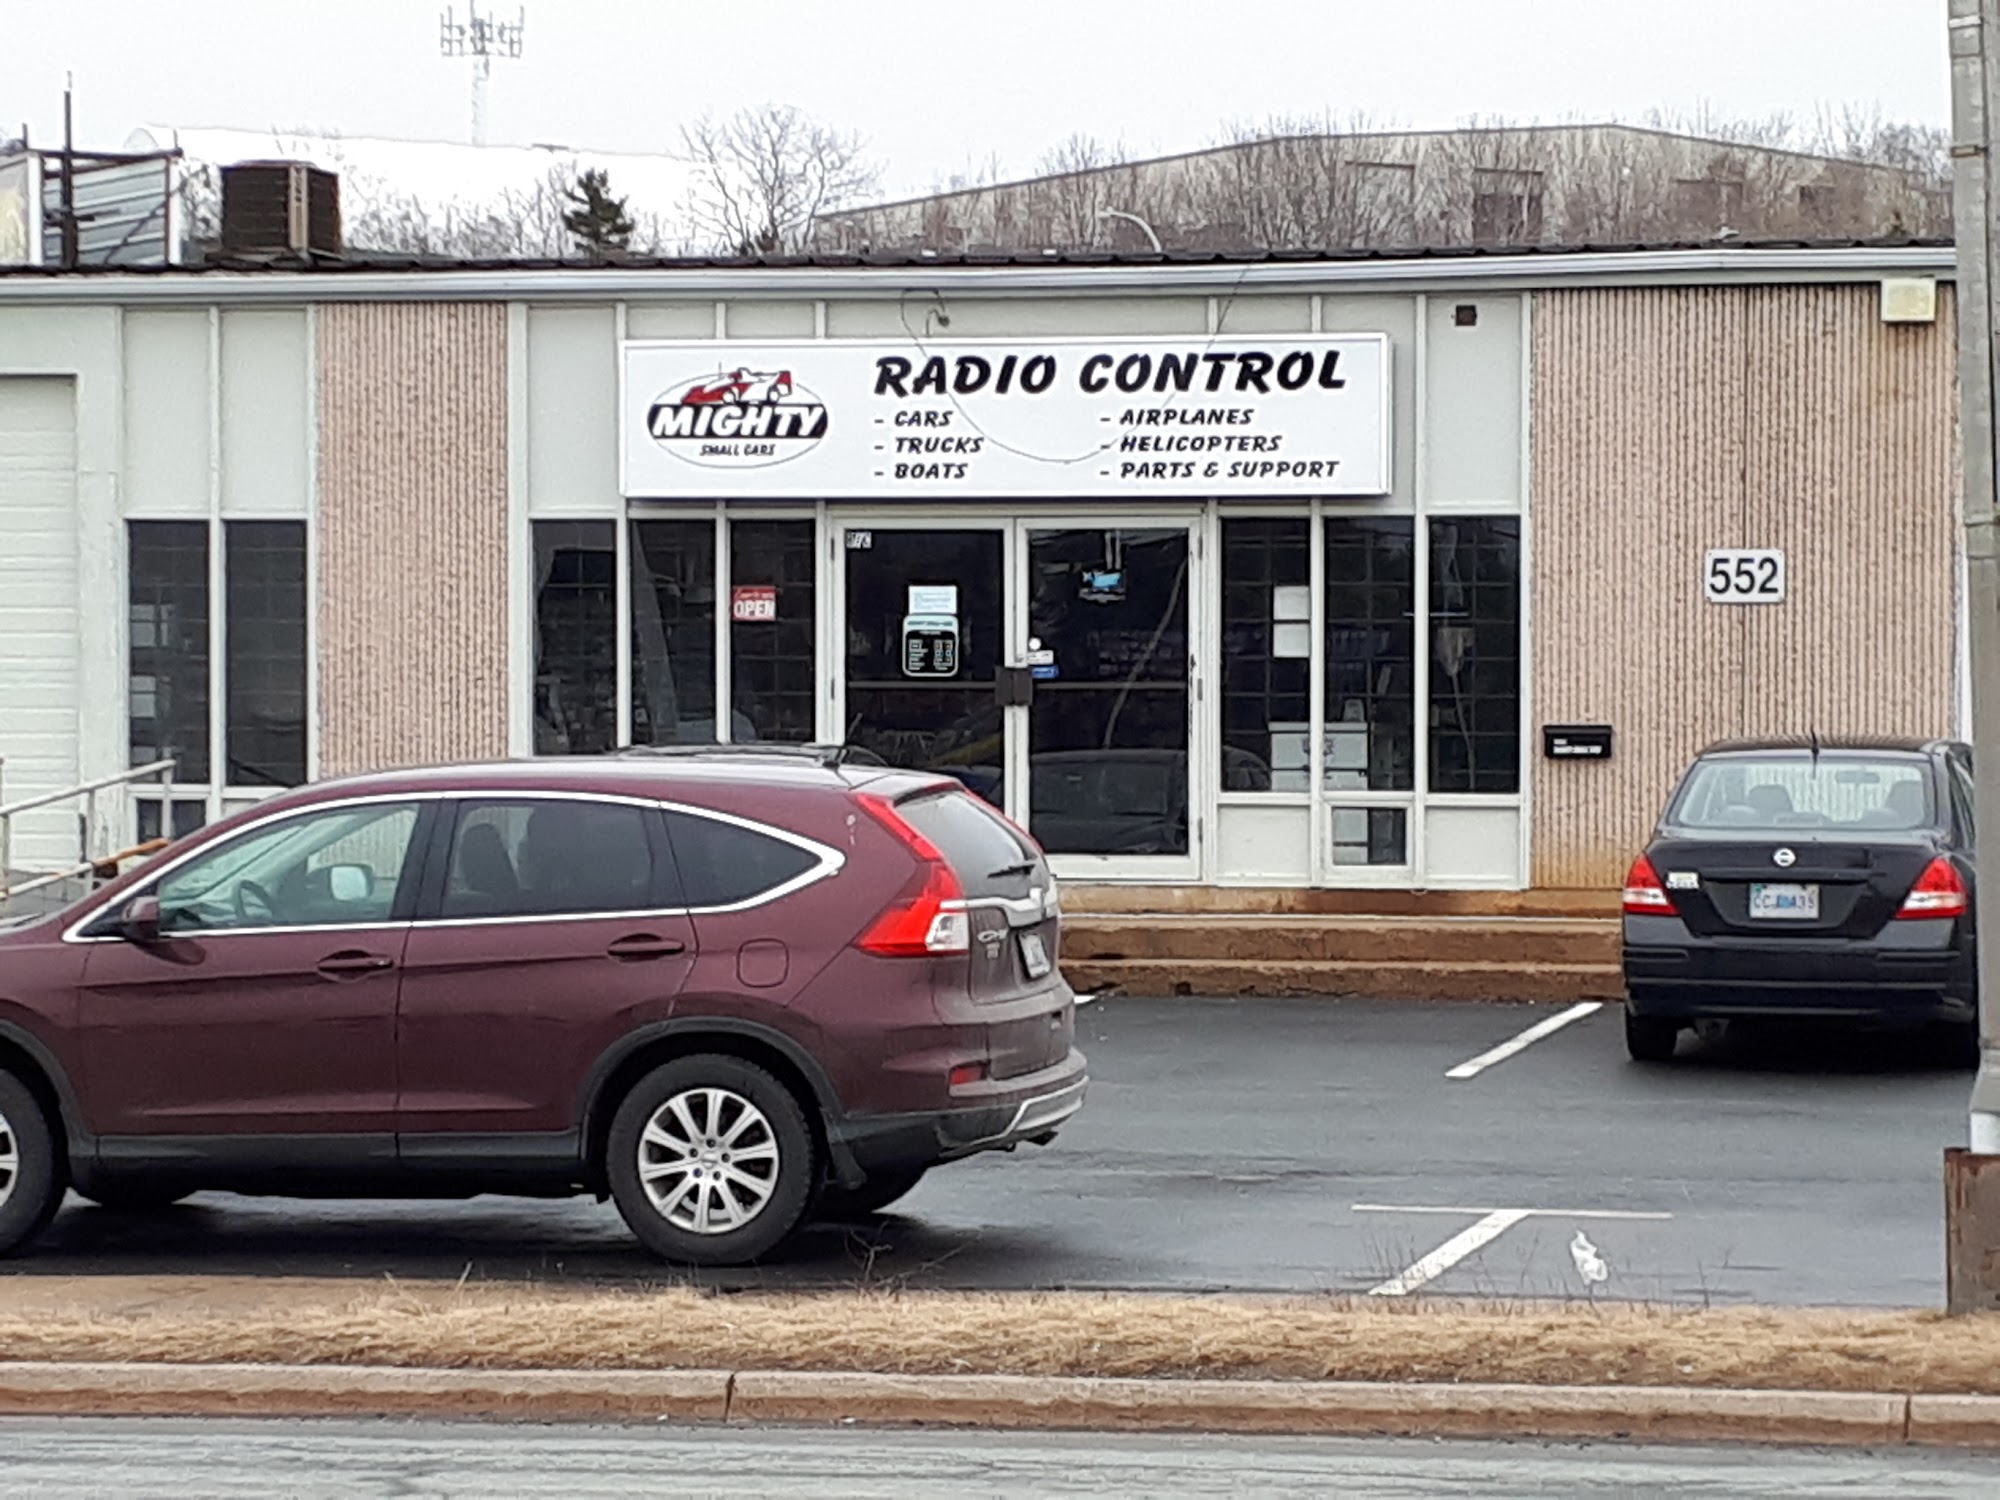 RADIO CONTROL
MIGHTY
SMALL CARS
- CARS
- TRUCKS
- BOATS
- AIRPLANES
- HELICOPTERS
- PARTS & SUPPORT
OPEN
552